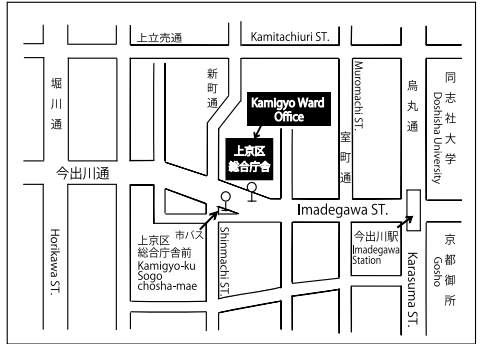 上立売通
Kamitachiuri ST.
堀川通
新町通
Kamigyo Ward
Office
上京区
総合庁舎
Muromachi ST.
室町通
烏丸通
同志社大学
Doshisha University
今出川通
Imadegawa ST.
市バス
上京区
総合庁舎前
Kamigyo-ku
Sogo
chosha-mae
Shinmachi ST.
Horikawa ST.
今出川駅
Imadegawa
Station
Karasuma ST.
京都御所
Gosho